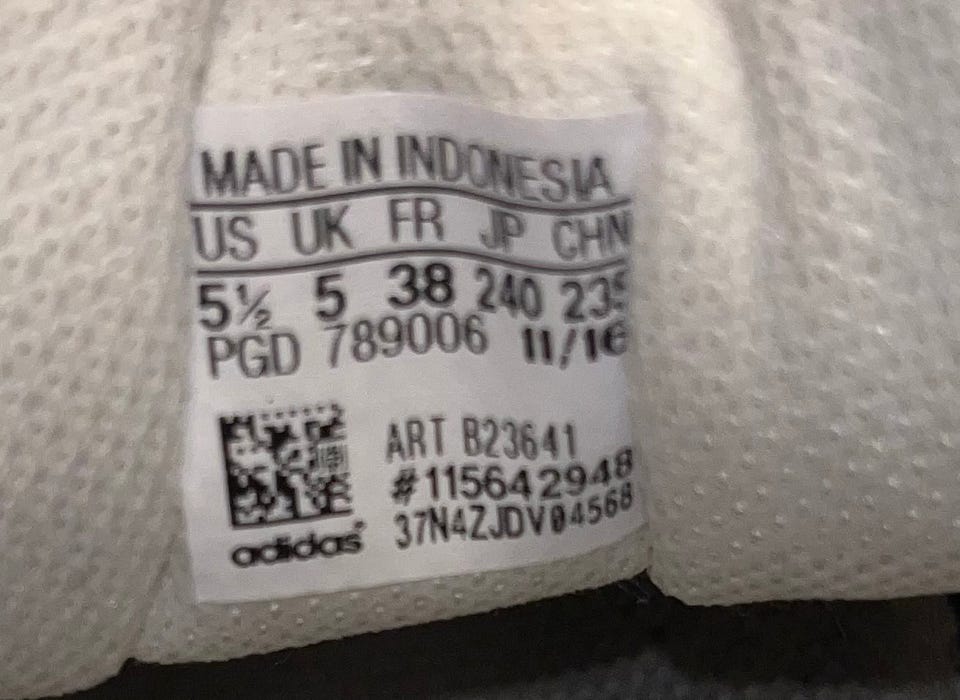 MADE IN INDONESIA
US UK FR JP CHN
5½ 5 38 240 235
PGD 789006 11/16
ART B23641
#115642948
37N4ZJDV04568
adidas